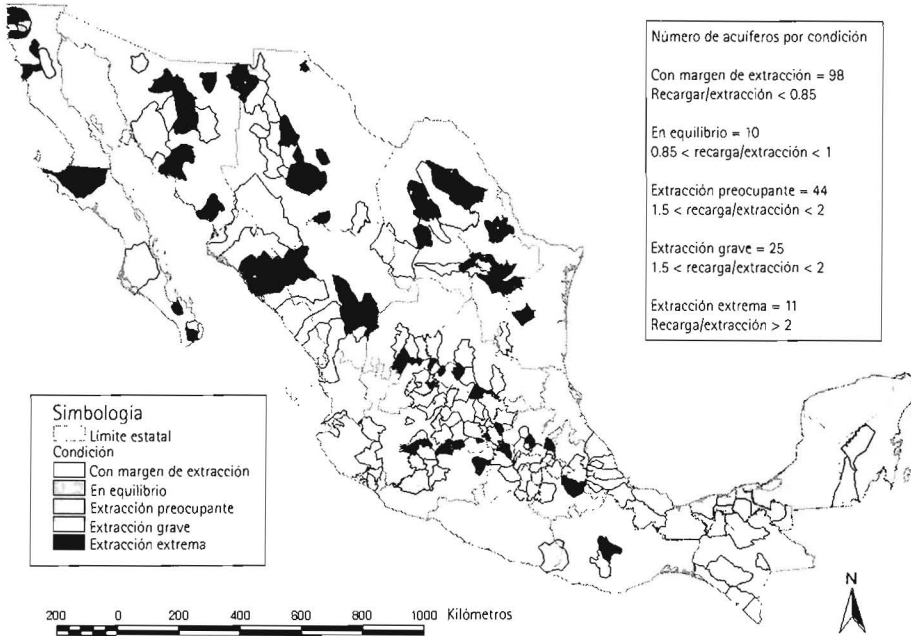 Número de acuíferos por condición
Con margen de extracción = 98
Recargar/extracción < 0.85
En equilibrio = 10
0.85 < recarga/extracción < 1
Extracción preocupante = 44
1.5 < recarga/extracción < 2
Extracción grave = 25
1.5 < recarga/extracción < 2
Extracción extrema = 11
Recarga/extracción > 2
Simbología
Límite estatal
Condición
Con margen de extracción
En equilibrio
Extracción preocupante
Extracción grave
Extracción extrema
200 0 200 400 600 800 1000 Kilómetros
N